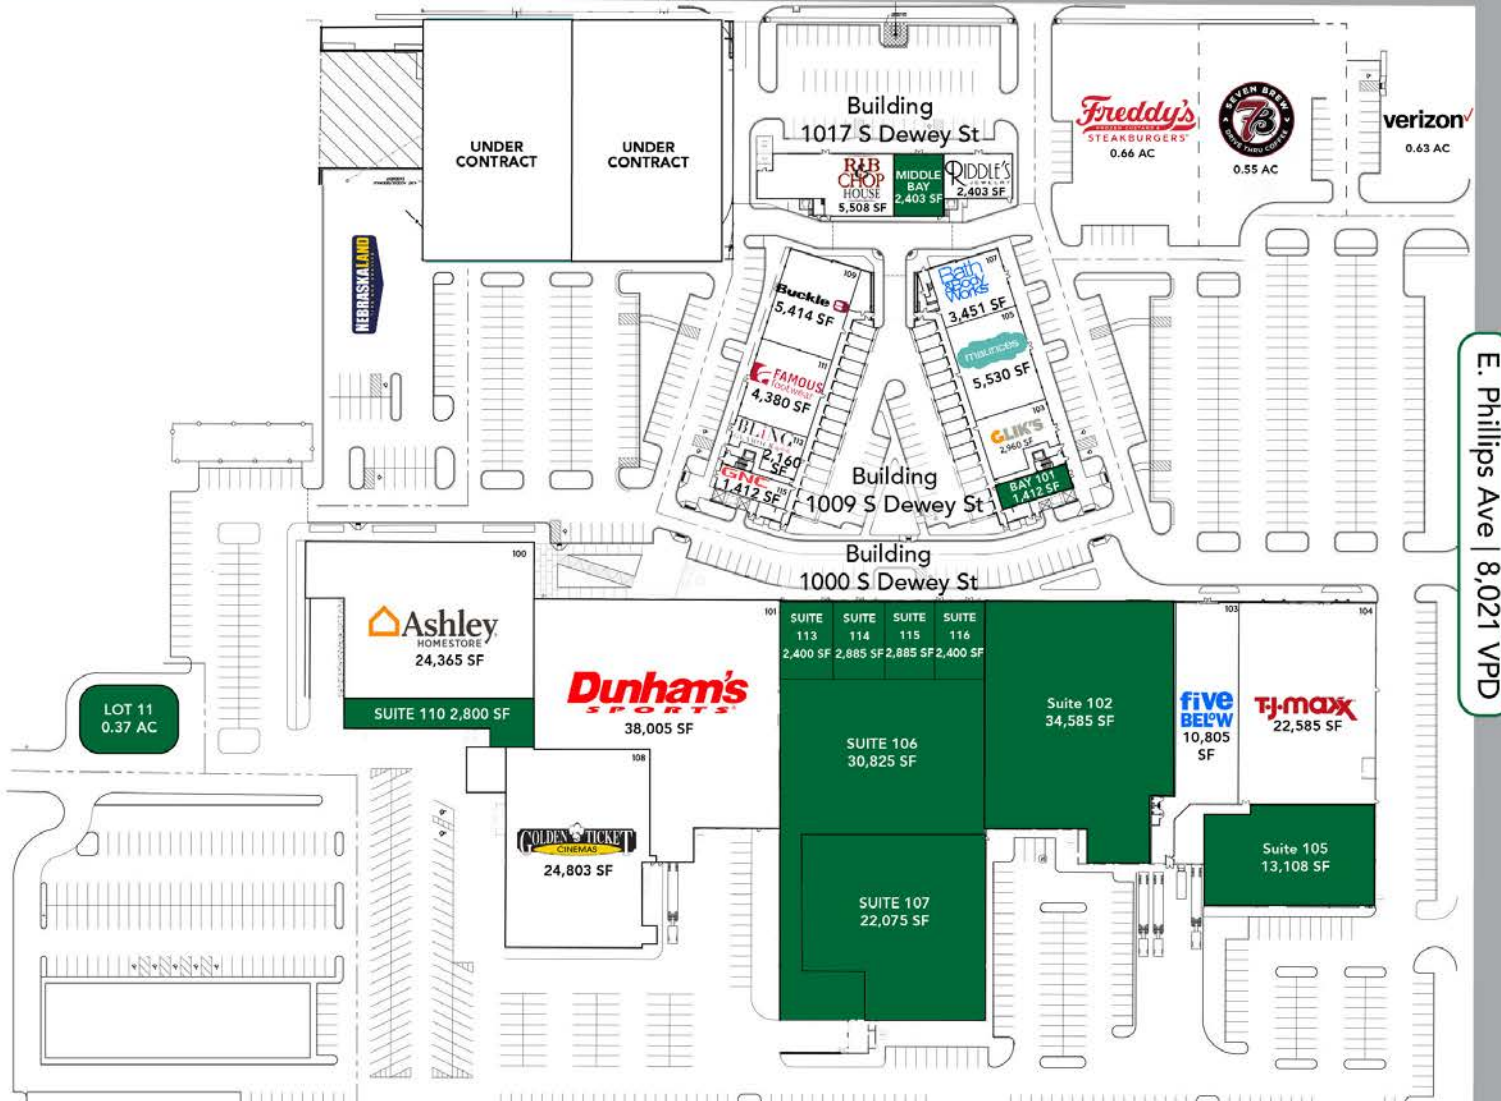 Building
1017 S Dewey St
UNDER
CONTRACT
UNDER
CONTRACT
RIB
&
CHOP
HOUSE
5,508 SF
MIDDLE
BAY
2,403 SF
RIDDLE'S
JEWELRY
2,403 SF
Freddy's
FROZEN CUSTARD &
STEAKBURGERS
0.66 AC
SEVEN BREW
7B
DRIVE THRU COFFEE
0.55 AC
verizon
0.63 AC
NEBRASKALAND
109
Buckle B
5,414 SF
111
FAMOUS
footwear
4,380 SF
113
2,160
SF
GNC
1,412 SF
115
107
Bath
& Body
Works
3,451 SF
105
maurices
5,530 SF
103
GLIK'S
2,960 SF
BAY 101
1,412 SF
Building
1009 S Dewey St
Building
1000 S Dewey St
E. Phillips Ave | 8,021 VPD
100
Ashley
HOMESTORE
24,365 SF
SUITE 110 2,800 SF
LOT 11
0.37 AC
101
Dunham's
SPORTS
38,005 SF
108
GOLDEN TICKET
CINEMAS
24,803 SF
SUITE
113
2,400 SF
SUITE
114
2,885 SF
SUITE
115
2,885 SF
SUITE
116
2,400 SF
SUITE 106
30,825 SF
SUITE 107
22,075 SF
Suite 102
34,585 SF
103
five
BELOW
10,805
SF
104
T·J·maxx
22,585 SF
Suite 105
13,108 SF